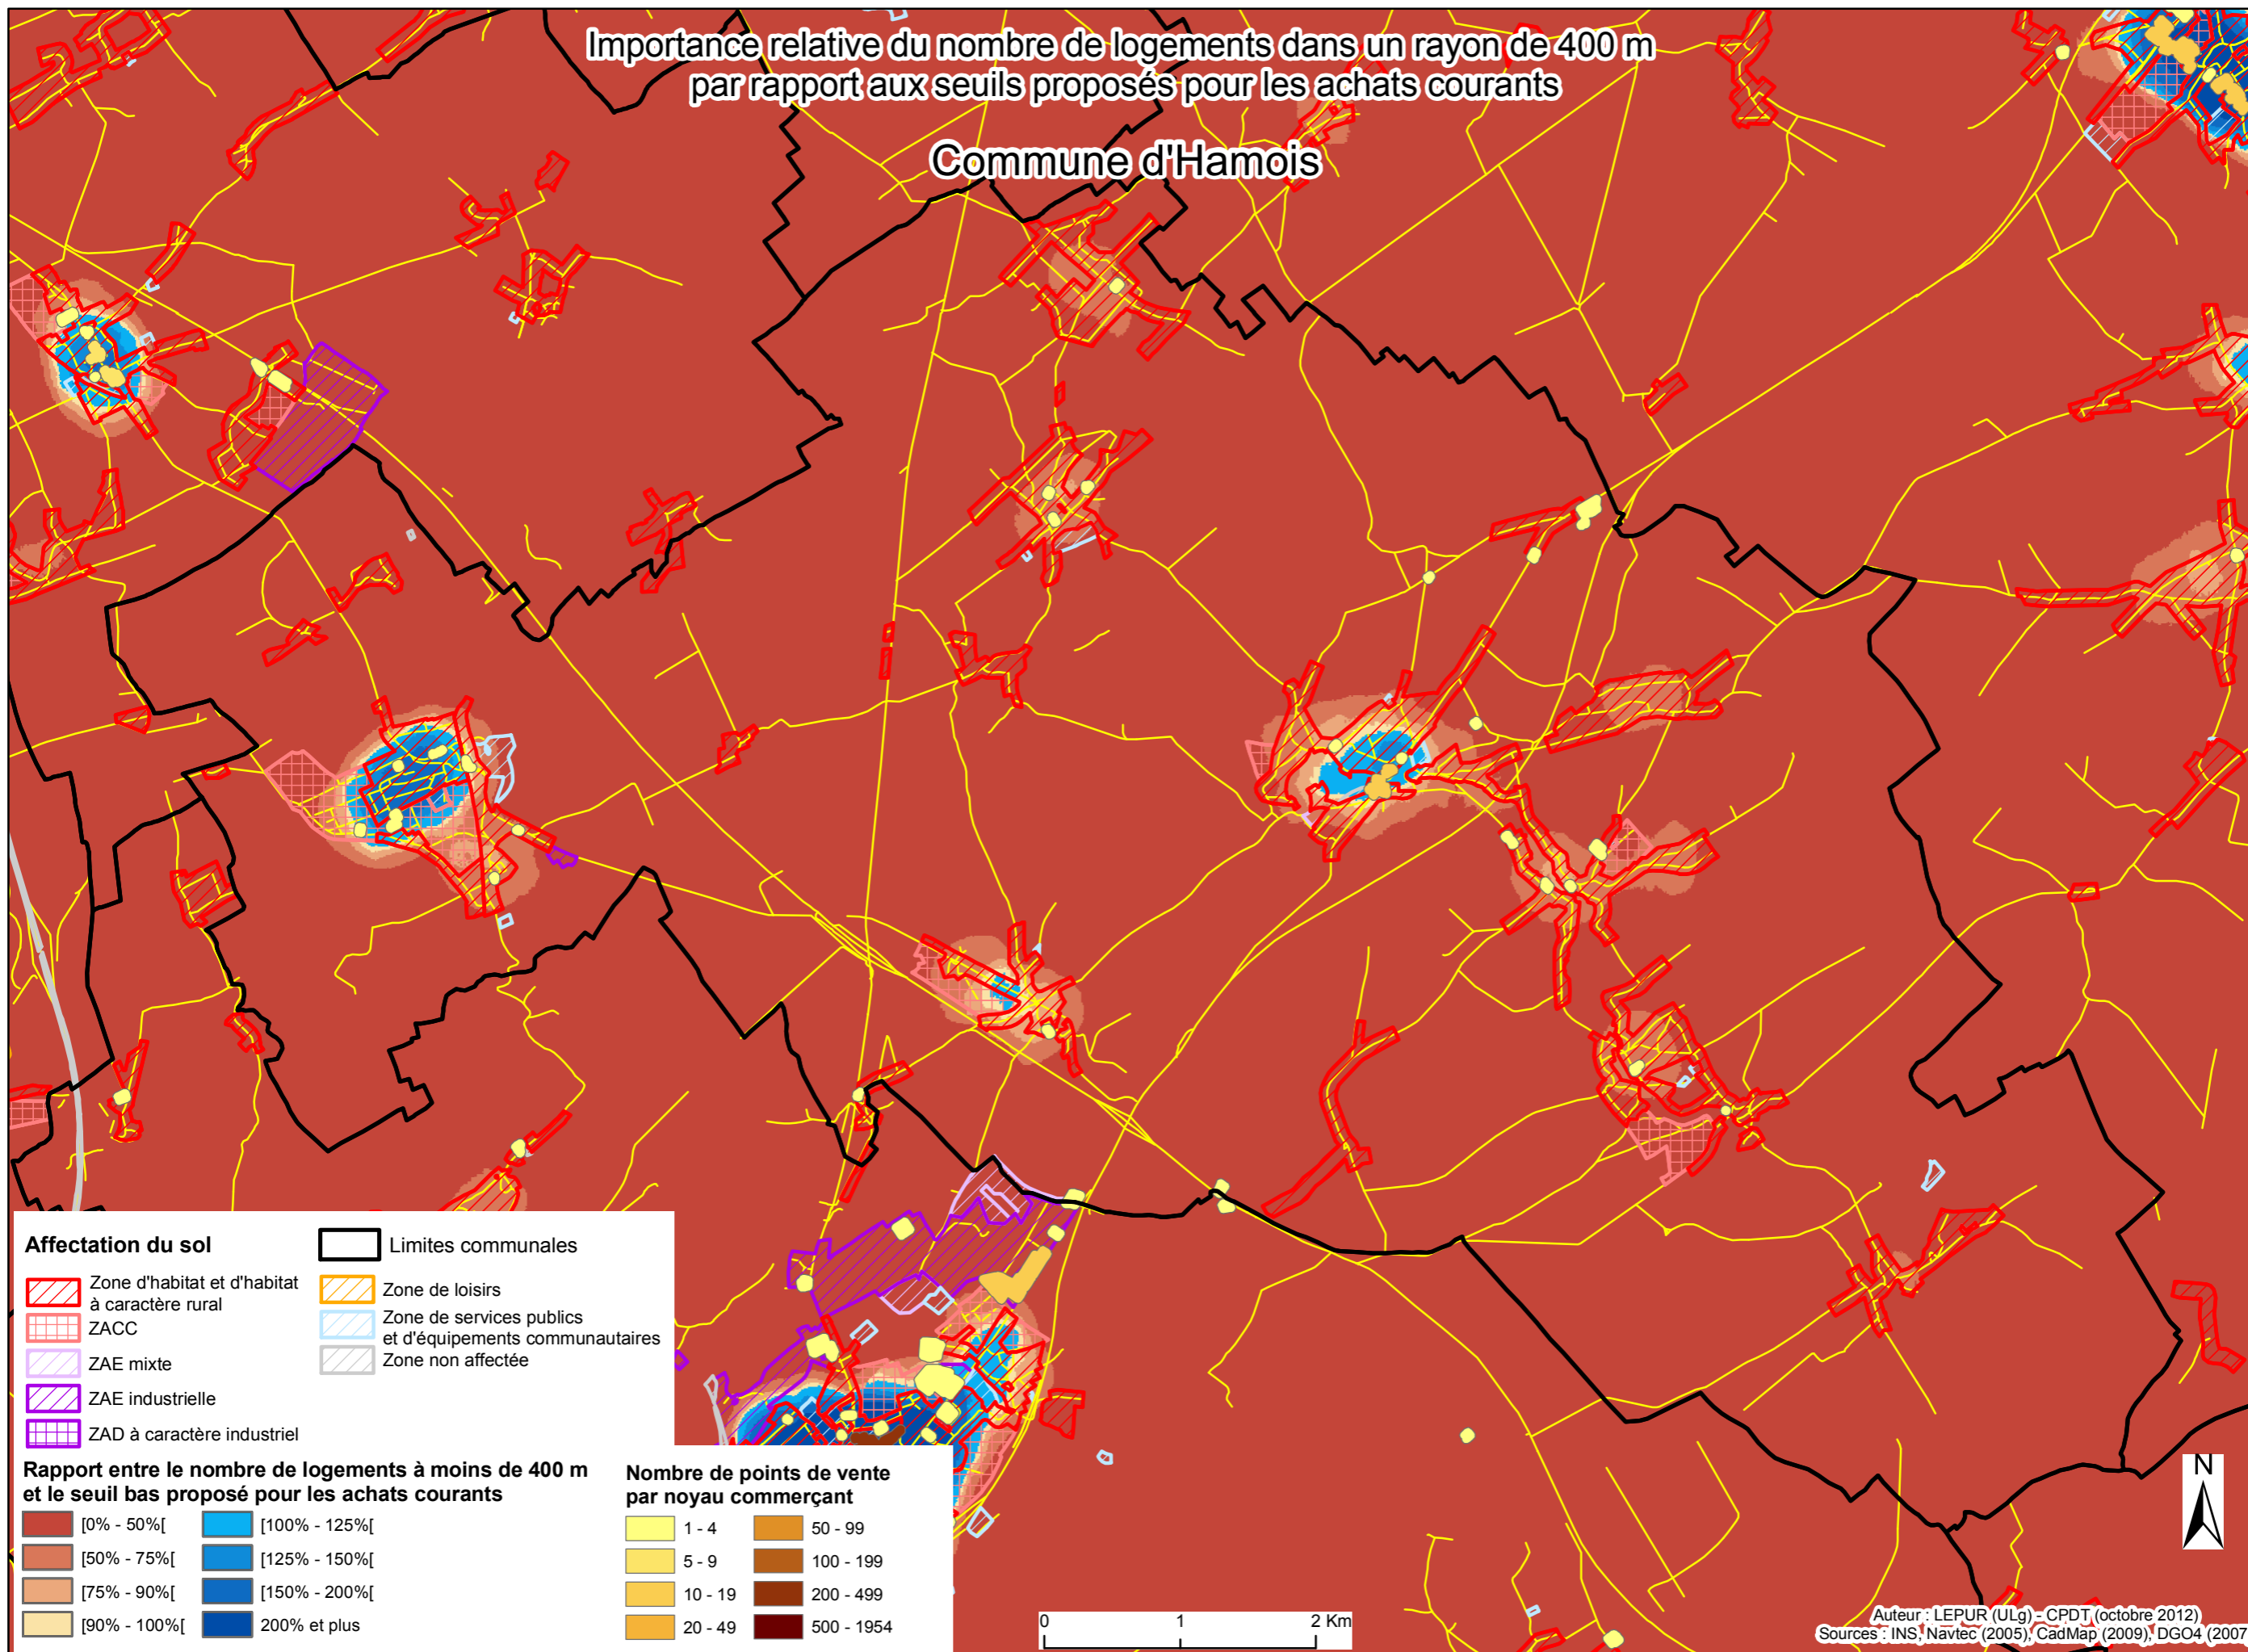 Importance relative du nombre de logements dans un rayon de 400 m
par rapport aux seuils proposés pour les achats courants
Commune d'Hamois
Affectation du sol
Zone d'habitat et d'habitat
à caractère rural
ZACC
ZAE mixte
ZAE industrielle
ZAD à caractère industriel
Limites communales
Zone de loisirs
Zone de services publics
et d'équipements communautaires
Zone non affectée
Rapport entre le nombre de logements à moins de 400 m
et le seuil bas proposé pour les achats courants
[0% - 50%[
[50% - 75%[
[75% - 90%[
[90% - 100%[
[100% - 125%[
[125% - 150%[
[150% - 200%[
200% et plus
Nombre de points de vente
par noyau commerçant
1 - 4
5 - 9
10 - 19
20 - 49
50 - 99
100 - 199
200 - 499
500 - 1954
0 1 2 Km
N
Auteur : LEPUR (ULg) - CPDT (octobre 2012)
Sources : INS, Navtec (2005), CadMap (2009), DGO4 (2007